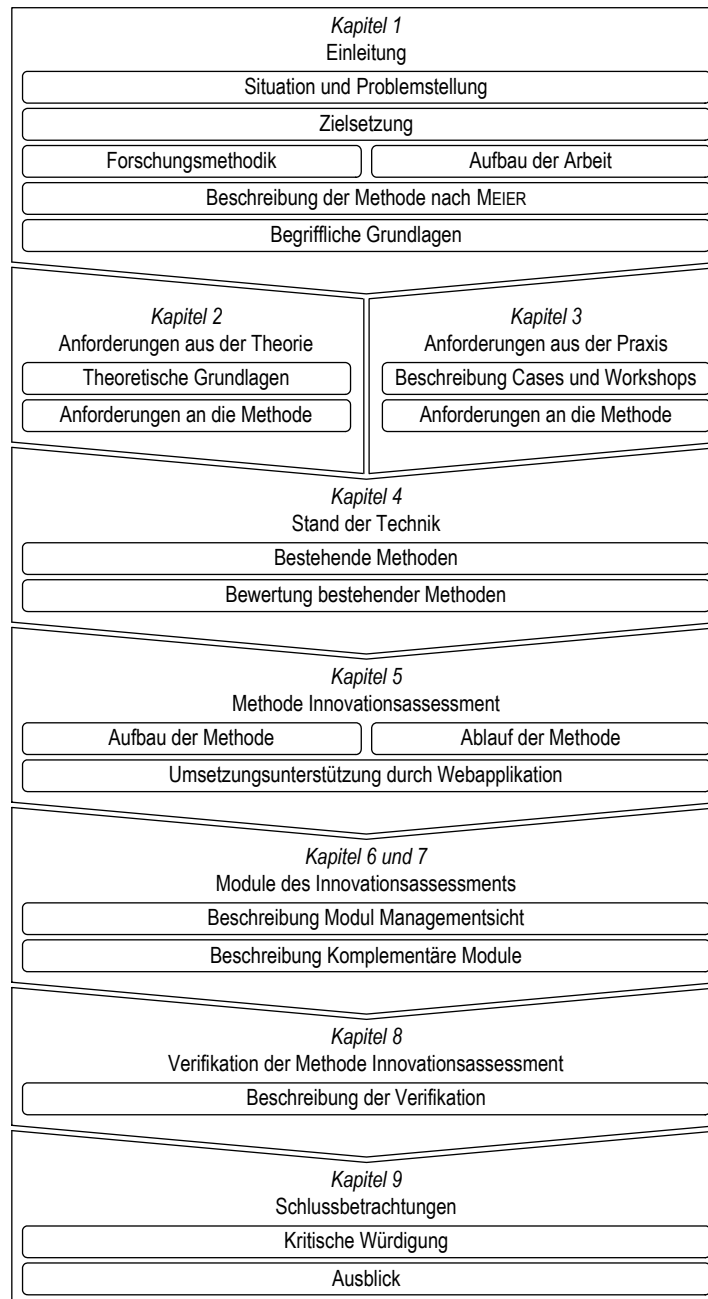 Kapitel 1
Einleitung
Situation und Problemstellung
Zielsetzung
Forschungsmethodik
Aufbau der Arbeit
Beschreibung der Methode nach MEIER
Begriffliche Grundlagen
Kapitel 2
Anforderungen aus der Theorie
Theoretische Grundlagen
Anforderungen an die Methode
Kapitel 3
Anforderungen aus der Praxis
Beschreibung Cases und Workshops
Anforderungen an die Methode
Kapitel 4
Stand der Technik
Bestehende Methoden
Bewertung bestehender Methoden
Kapitel 5
Methode Innovationsassessment
Aufbau der Methode
Ablauf der Methode
Umsetzungsunterstützung durch Webapplikation
Kapitel 6 und 7
Module des Innovationsassessments
Beschreibung Modul Managementsicht
Beschreibung Komplementäre Module
Kapitel 8
Verifikation der Methode Innovationsassessment
Beschreibung der Verifikation
Kapitel 9
Schlussbetrachtungen
Kritische Würdigung
Ausblick